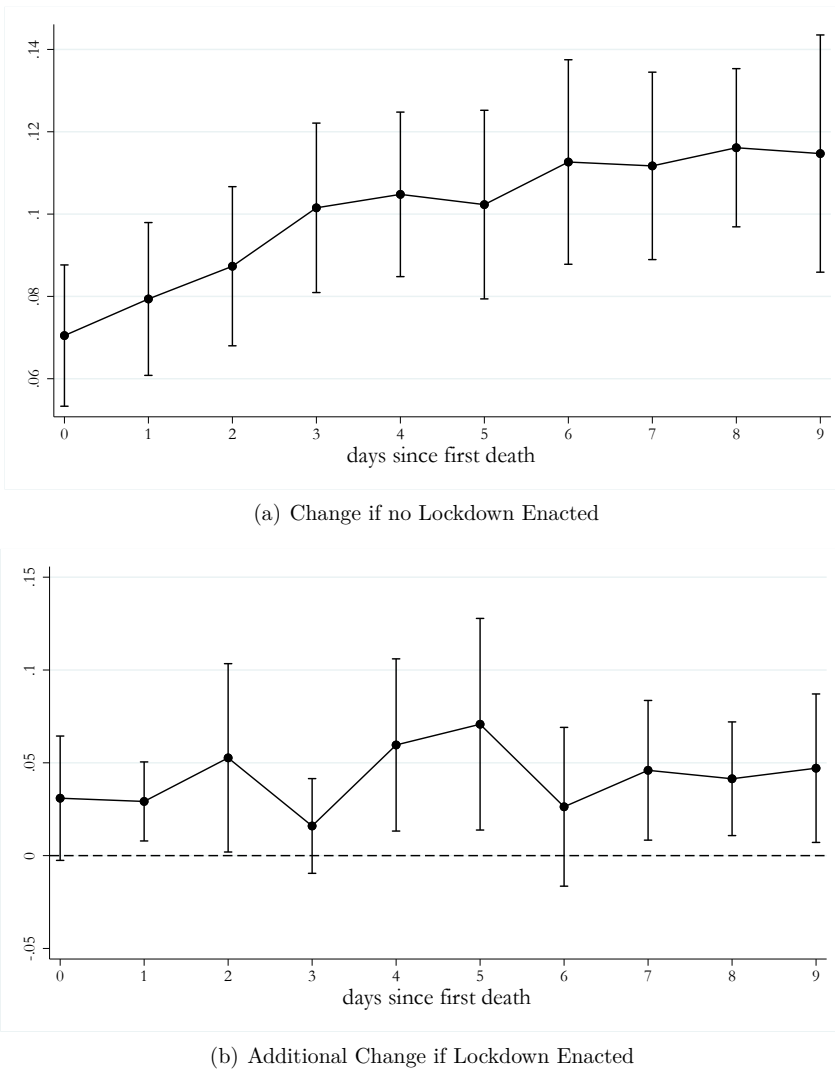 .14
.12
.1
.08
.06
0 1 2 3 4 5 6 7 8 9
days since first death
(a) Change if no Lockdown Enacted
.15
.1
.05
0
-.05
0 1 2 3 4 5 6 7 8 9
days since first death
(b) Additional Change if Lockdown Enacted